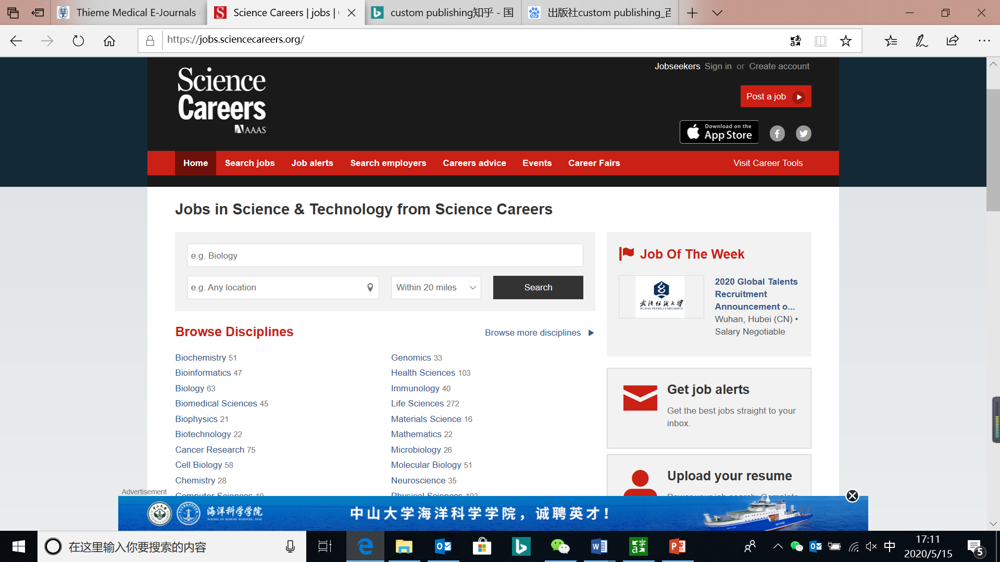 Thieme Medical E-Journals
Science Careers | jobs |
custom publishing知乎 - 国
出版社custom publishing_百
https://jobs.sciencecareers.org/
Jobseekers Sign in or Create account
Science
Careers
AAAS
Post a job
Download on the
App Store
Home Search jobs Job alerts Search employers Careers advice Events Career Fairs Visit Career Tools
Jobs in Science & Technology from Science Careers
e.g. Biology
e.g. Any location
Within 20 miles
Search
Job Of The Week
武汉纺织大学
WUHAN TEXTILE UNIVERSITY
2020 Global Talents
Recruitment
Announcement o...
Wuhan, Hubei (CN) •
Salary Negotiable
Browse Disciplines
Browse more disciplines
Biochemistry 51
Bioinformatics 47
Biology 63
Biomedical Sciences 45
Biophysics 21
Biotechnology 22
Cancer Research 75
Cell Biology 58
Chemistry 28
Computer Sciences 19
Genomics 33
Health Sciences 103
Immunology 40
Life Sciences 272
Materials Science 16
Mathematics 22
Microbiology 26
Molecular Biology 51
Neuroscience 35
Physical Sciences 102
Get job alerts
Get the best jobs straight to your
inbox.
Upload your resume
Advertisement
海洋科学学院
SCHOOL OF MARINE SCIENCES, SYSU
中山大学海洋科学学院，诚聘英才！
在这里输入你要搜索的内容
中
17:11
2020/5/15
5